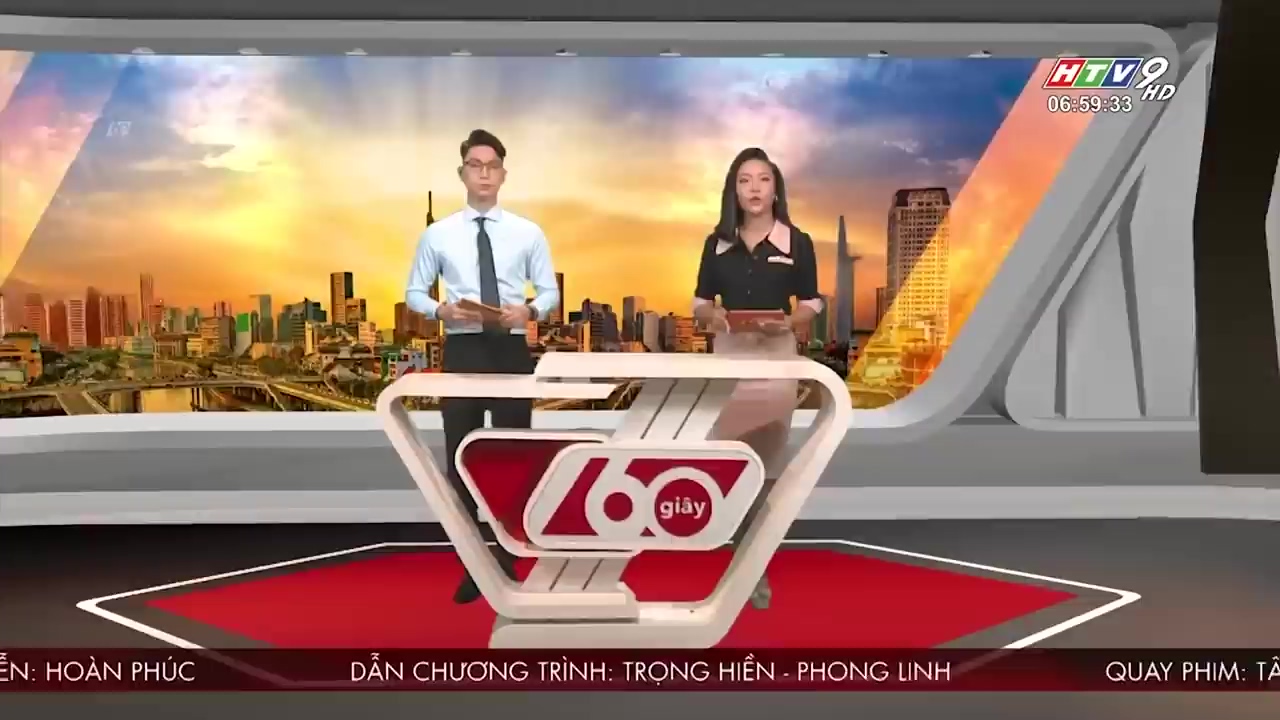 HTV9
HD
06:59:33
60
giây
ỄN: HOÀN PHÚC
DẪN CHƯƠNG TRÌNH: TRỌNG HIỀN - PHONG LINH
QUAY PHIM: TÂ